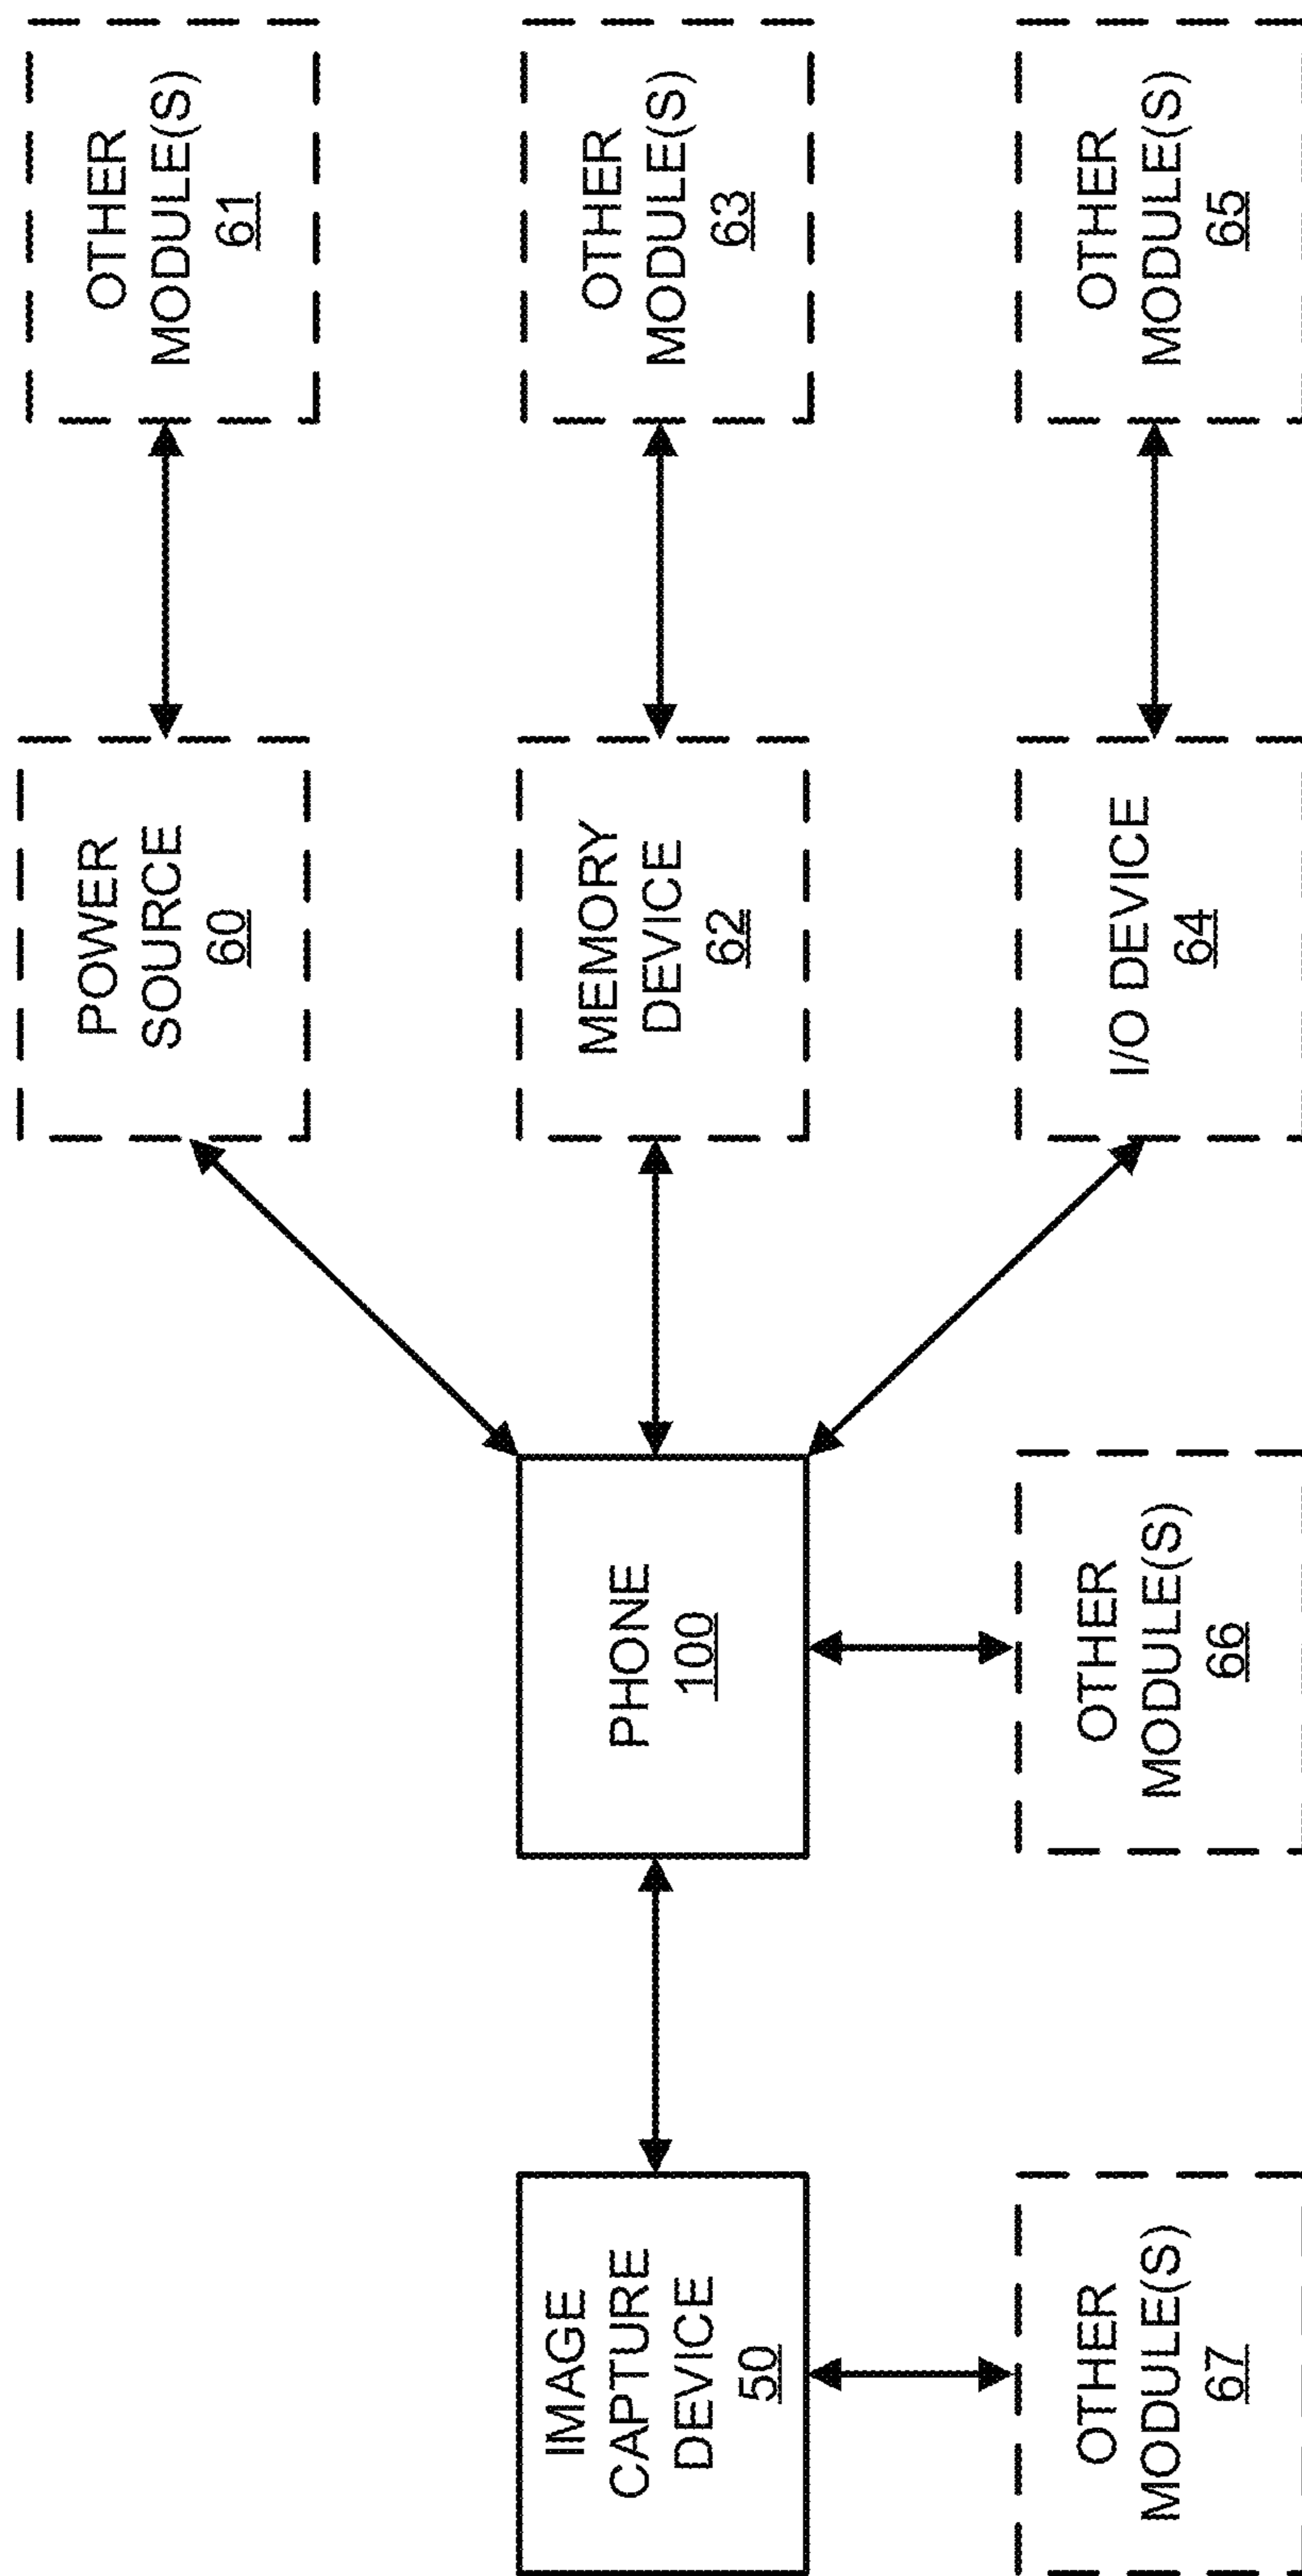 POWER
SOURCE
60
OTHER
MODULE(S)
61
IMAGE
CAPTURE
DEVICE
50
PHONE
100
MEMORY
DEVICE
62
OTHER
MODULE(S)
63
OTHER
MODULE(S)
67
OTHER
MODULE(S)
66
I/O DEVICE
64
OTHER
MODULE(S)
65